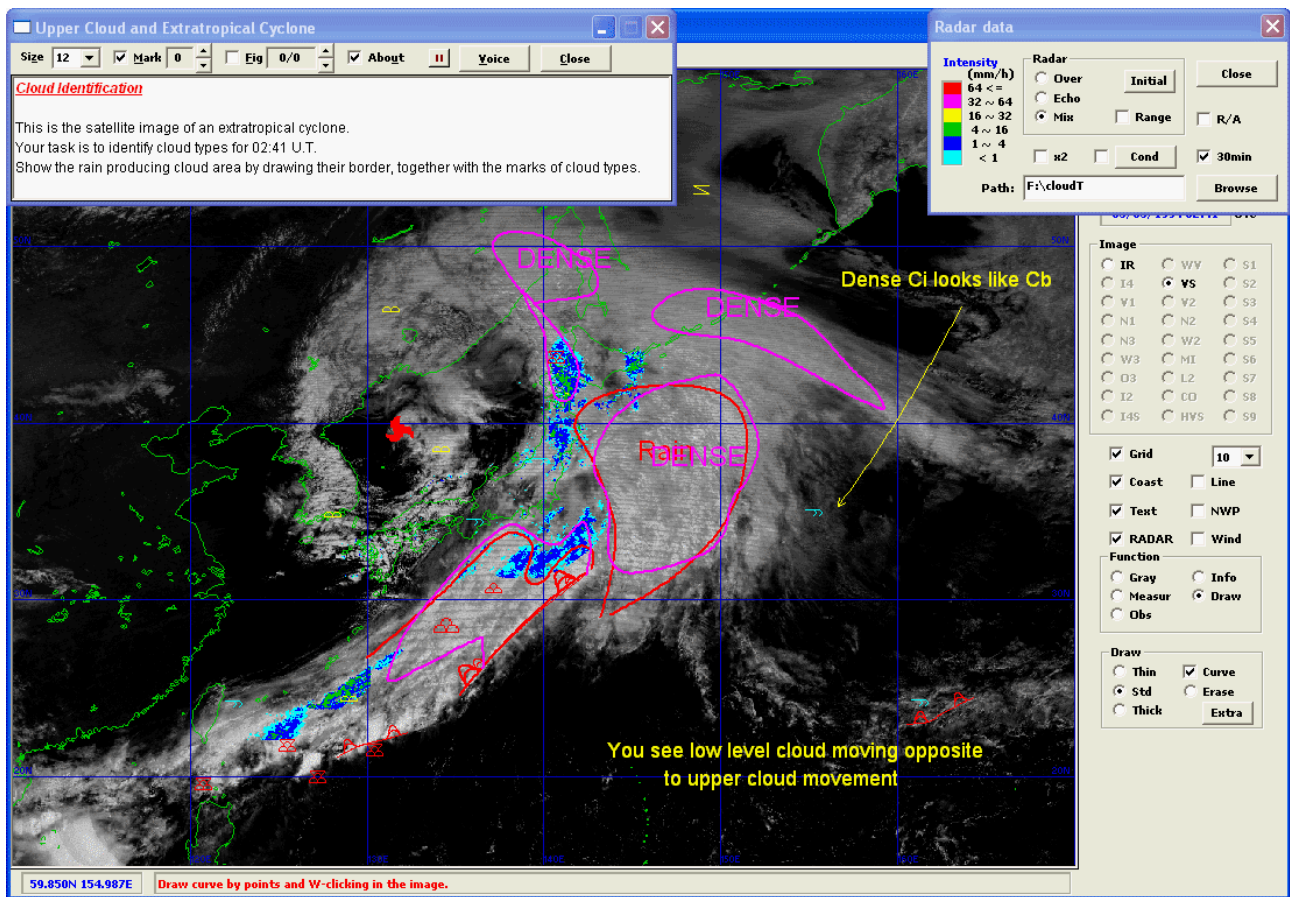 Upper Cloud and Extratropical Cyclone
Size 12 Mark 0 Fig 0/0 About Voice Close
Cloud Identification
This is the satellite image of an extratropical cyclone.
Your task is to identify cloud types for 02:41 U.T.
Show the rain producing cloud area by drawing their border, together with the marks of cloud types.
Radar data
Intensity
(mm/h)
64 <=
32 ~ 64
16 ~ 32
4 ~ 16
1 ~ 4
< 1
Radar
Over
Echo
Mix
Initial
Range
Close
R/A
x2
Cond
30min
Path: F:\cloudT
Browse
DENSE
DENSE
Dense Ci looks like Cb
Rain
DENSE
You see low level cloud moving opposite
to upper cloud movement
50N
40N
20N
Image
IR WV S1
I4 VS S2
V1 V2 S3
N1 N2 S4
N3 W2 S5
W3 MI S6
O3 L2 S7
I2 CO S8
I4S HVS S9
Grid 10
Coast Line
Text NWP
RADAR Wind
Function
Gray Info
Measur Draw
Obs
Draw
Thin Curve
Std Erase
Thick Extra
59.850N 154.987E Draw curve by points and W-clicking in the image.